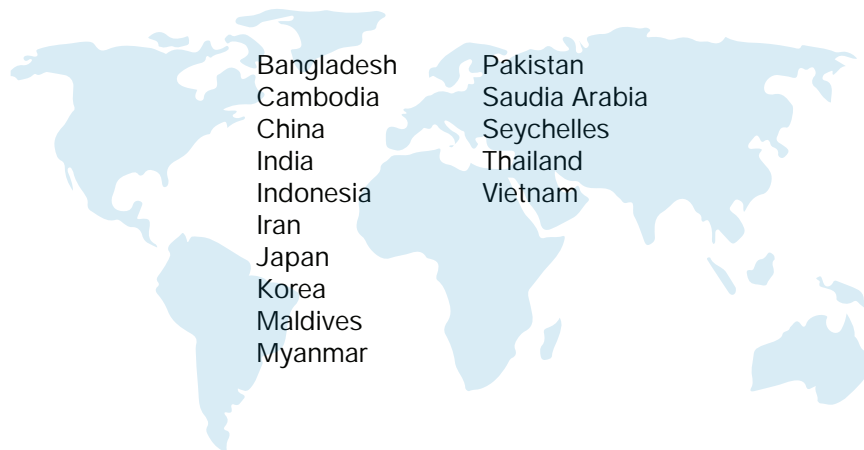 Bangladesh
Cambodia
China
India
Indonesia
Iran
Japan
Korea
Maldives
Myanmar
Pakistan
Saudia Arabia
Seychelles
Thailand
Vietnam